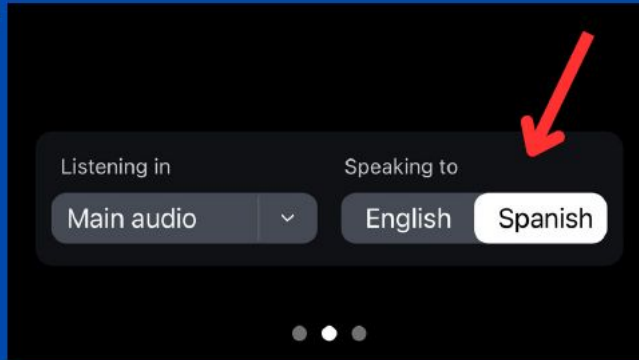 Listening in
Speaking to
Main audio
English
Spanish